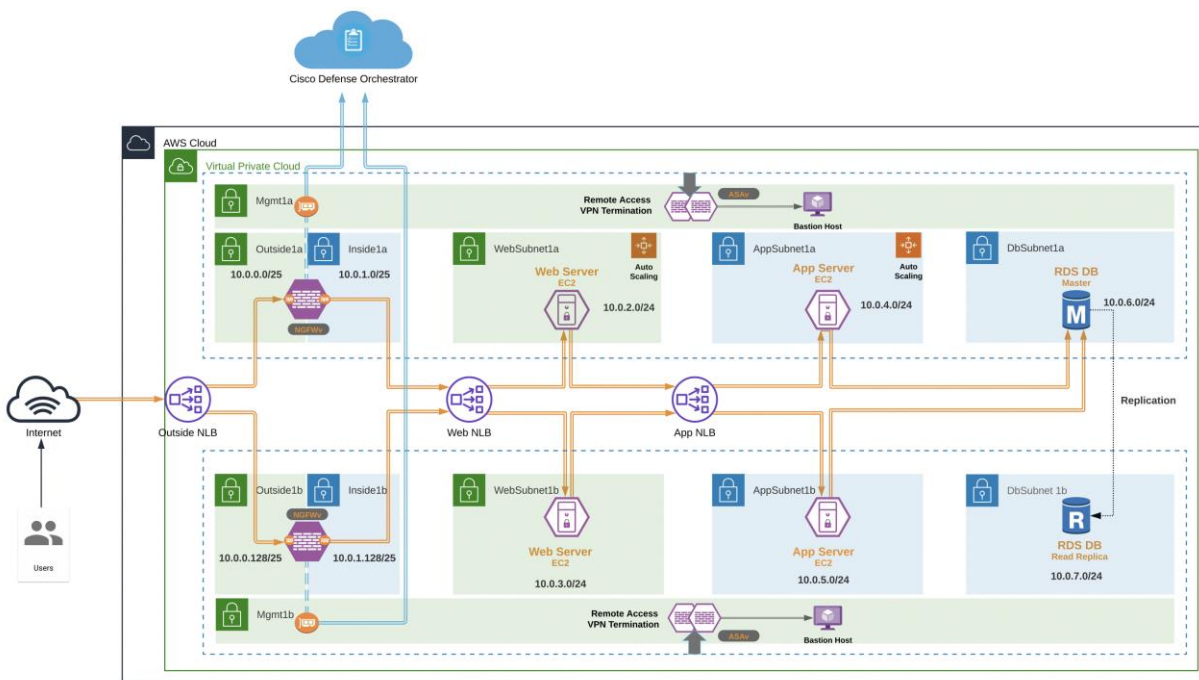 Cisco Defense Orchestrator
AWS Cloud
Virtual Private Cloud
Mgmt1a
Remote Access
VPN Termination
ASAv
Bastion Host
Outside1a
Inside1a
10.0.0.0/25
10.0.1.0/25
NGFWv
WebSubnet1a
Auto
Scaling
Web Server
EC2
10.0.2.0/24
AppSubnet1a
Auto
Scaling
App Server
EC2
10.0.4.0/24
DbSubnet1a
RDS DB
Master
10.0.6.0/24
M
Internet
Outside NLB
Web NLB
App NLB
Replication
Users
Outside1b
Inside1b
NGFWv
10.0.0.128/25
10.0.1.128/25
WebSubnet1b
Web Server
EC2
10.0.3.0/24
AppSubnet1b
App Server
EC2
10.0.5.0/24
DbSubnet 1b
R
RDS DB
Read Replica
10.0.7.0/24
Mgmt1b
Remote Access
VPN Termination
ASAv
Bastion Host